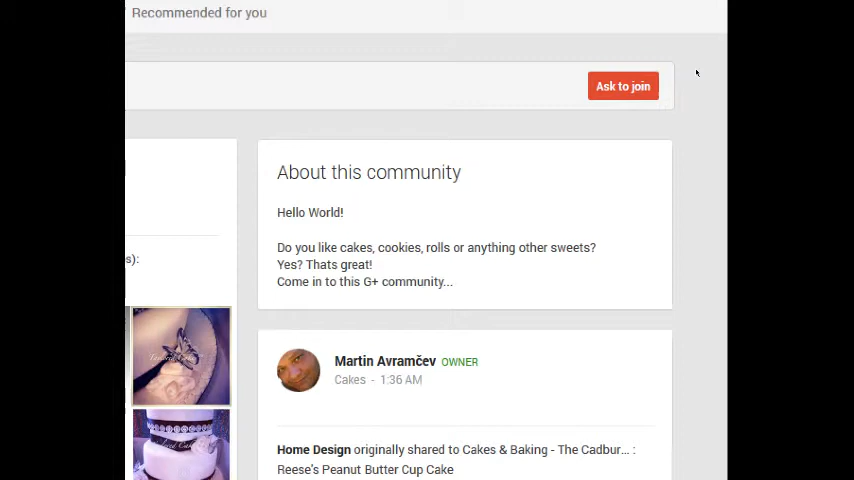 Recommended for you
Ask to join
About this community
Hello World!
Do you like cakes, cookies, rolls or anything other sweets?
Yes? Thats great!
Come in to this G+ community...
s):
Martin Avramčev OWNER
Cakes - 1:36 AM
Home Design originally shared to Cakes & Baking - The Cadbur... :
Reese's Peanut Butter Cup Cake